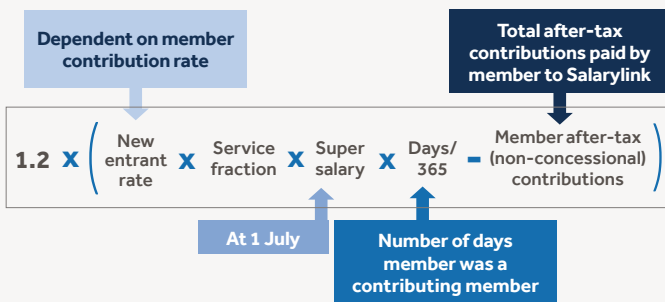 Dependent on member
contribution rate
Total after-tax
contributions paid by
member to Salarylink
1.2 x ( New entrant rate x Service fraction x Super salary x Days/ 365 - Member after-tax (non-concessional) contributions )
At 1 July
Number of days
member was a
contributing member